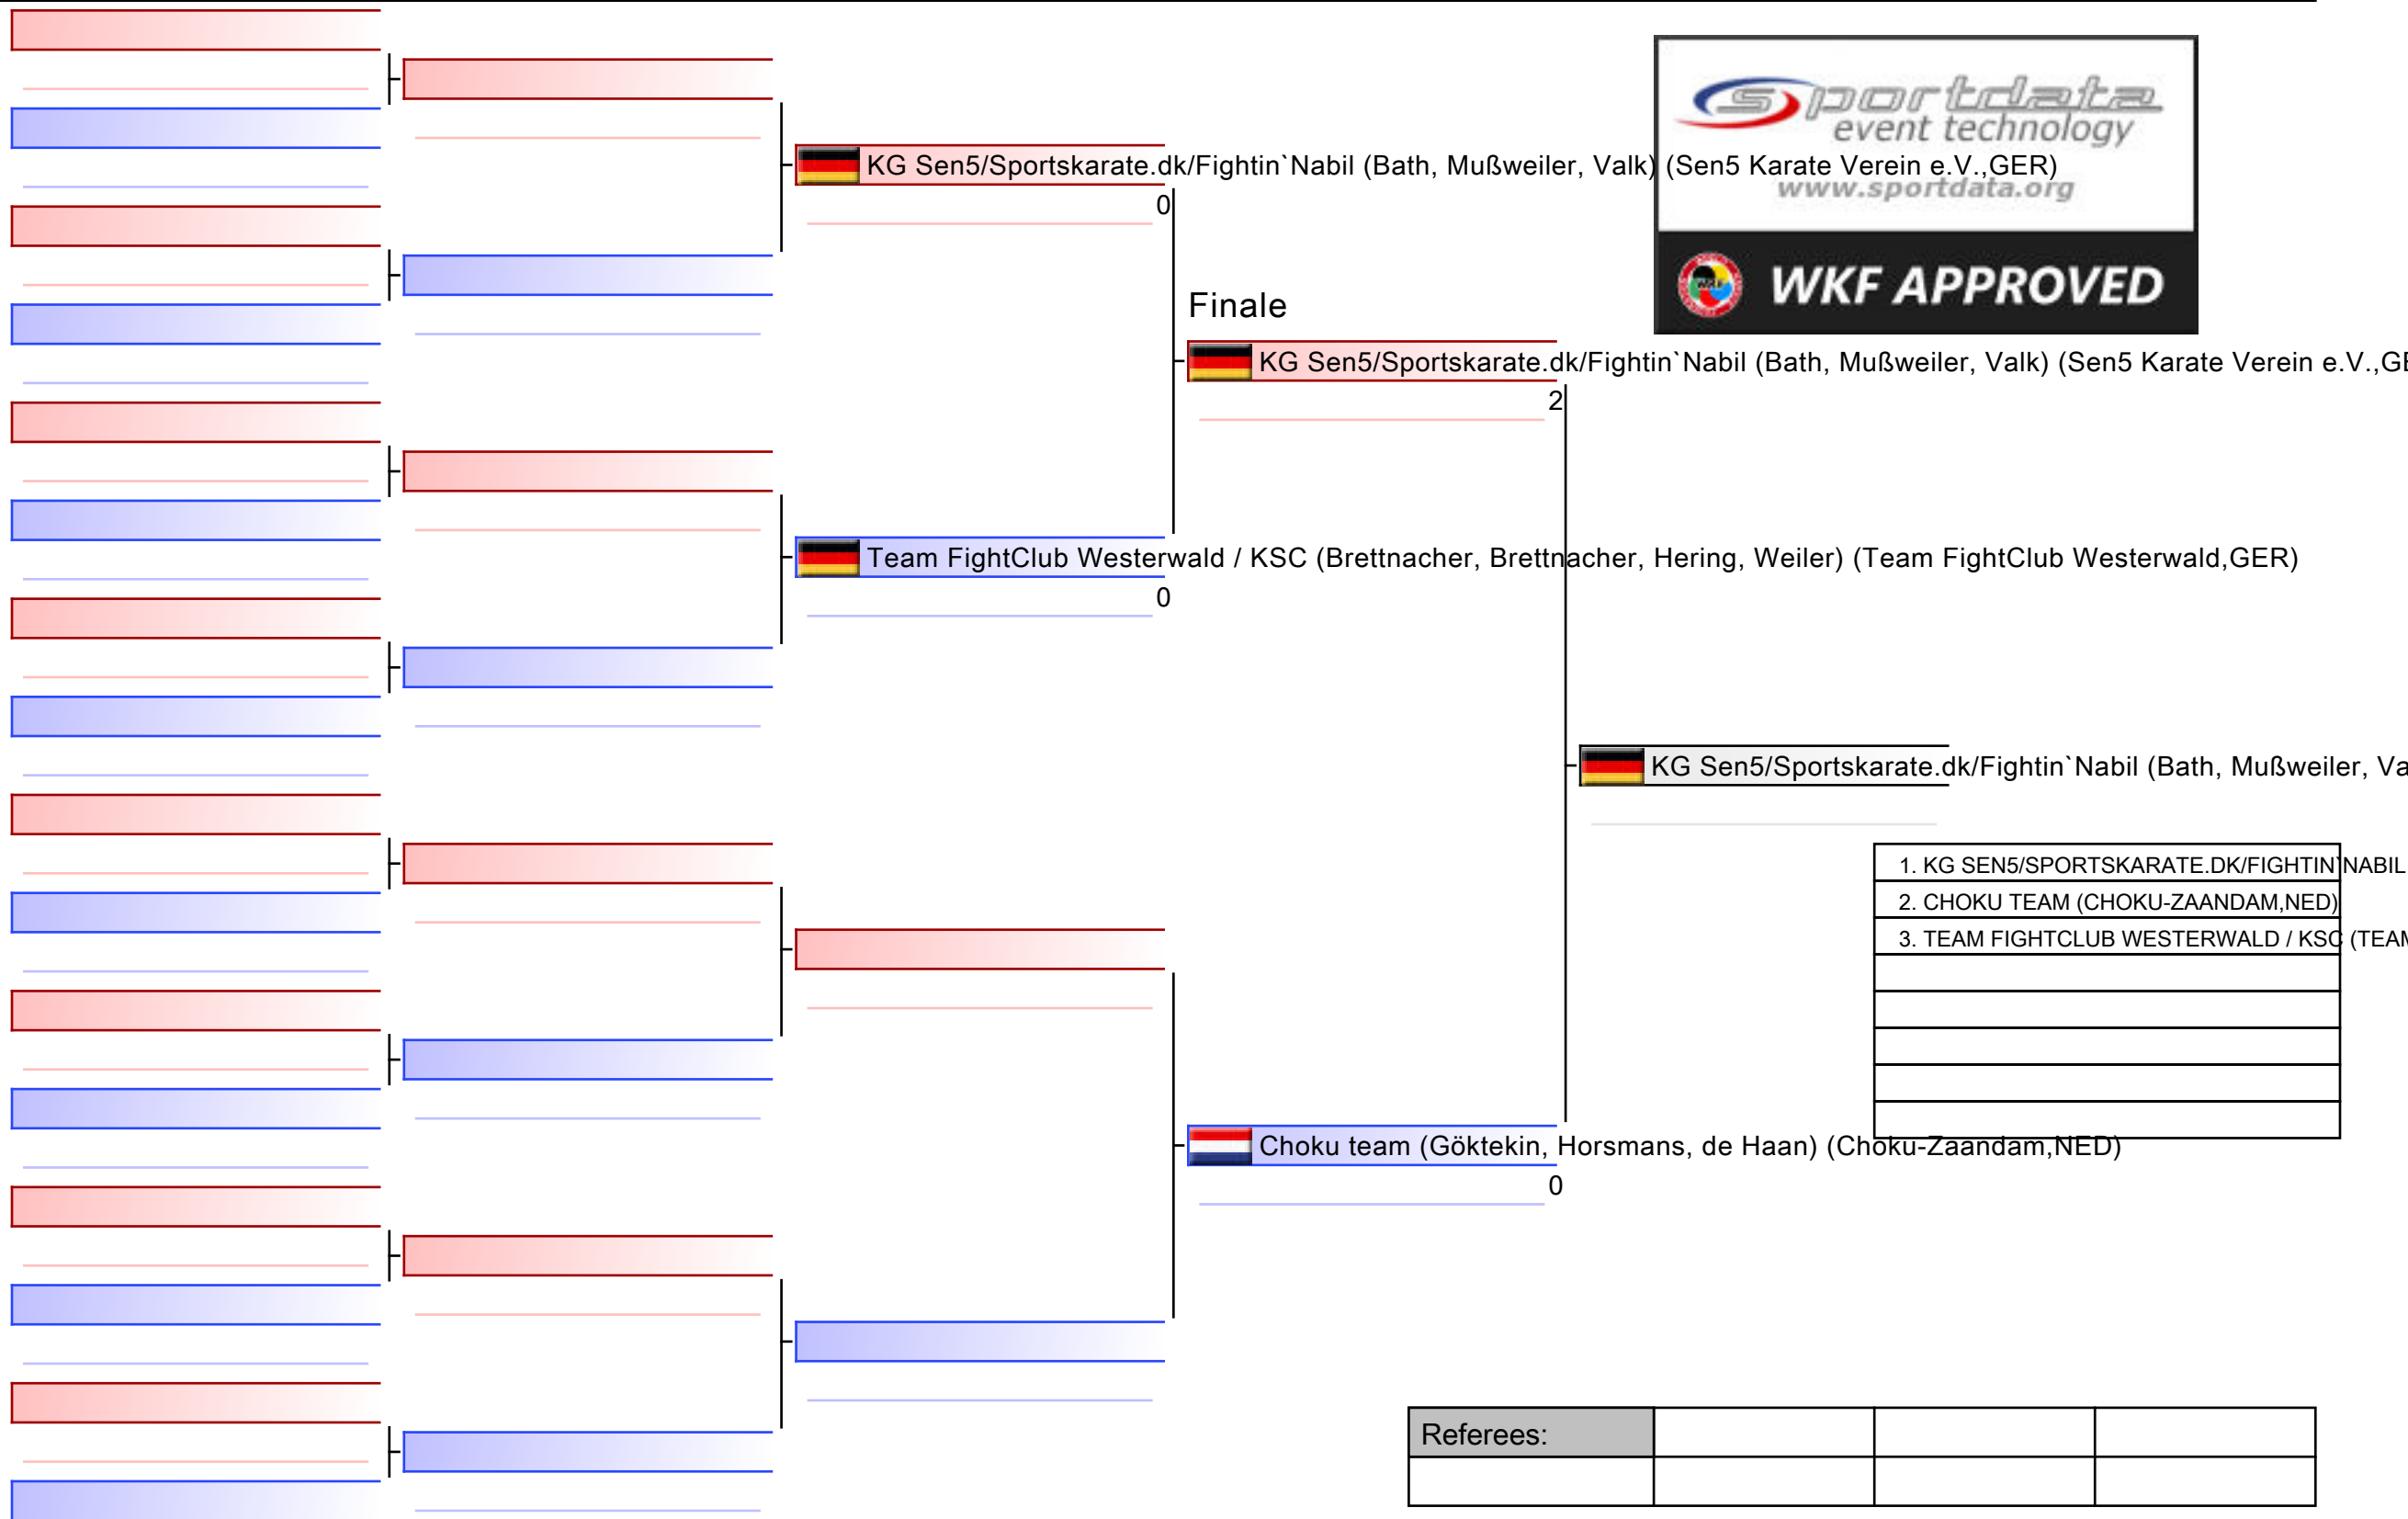 sportdata
event technology
KG Sen5/Sportskarate.dk/Fightin`Nabil (Bath, Mußweiler, Valk) (Sen5 Karate Verein e.V.,GER)
www.sportdata.org
0
WKF APPROVED
Finale
KG Sen5/Sportskarate.dk/Fightin`Nabil (Bath, Mußweiler, Valk) (Sen5 Karate Verein e.V.,GE
2
Team FightClub Westerwald / KSC (Brettnacher, Brettnacher, Hering, Weiler) (Team FightClub Westerwald,GER)
0
KG Sen5/Sportskarate.dk/Fightin`Nabil (Bath, Mußweiler, Va
1. KG SEN5/SPORTSKARATE.DK/FIGHTIN`NABIL
2. CHOKU TEAM (CHOKU-ZAANDAM,NED)
3. TEAM FIGHTCLUB WESTERWALD / KSC (TEAM
Choku team (Göktekin, Horsmans, de Haan) (Choku-Zaandam,NED)
0
Referees: